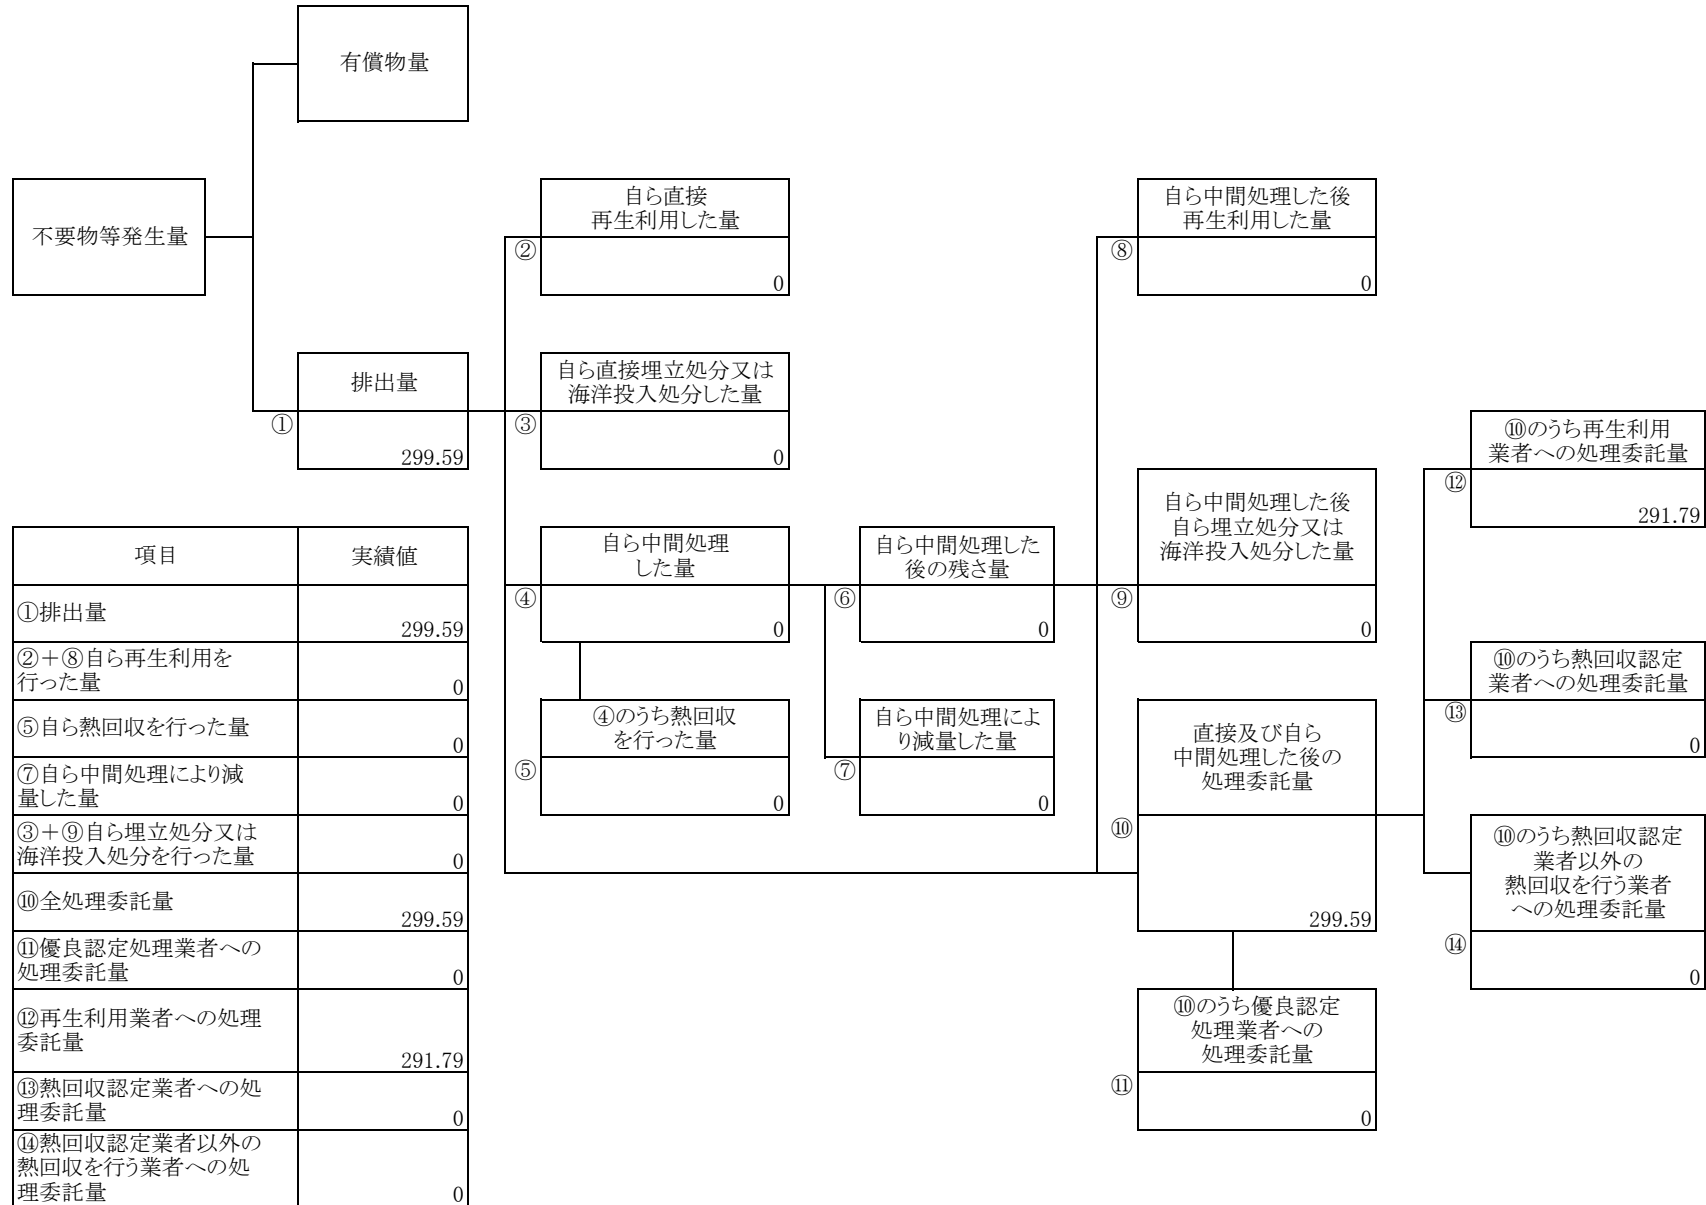 有償物量
不要物等発生量
自ら直接
再生利用した量
②
0
自ら中間処理した後
再生利用した量
⑧
0
排出量
①
299.59
自ら直接埋立処分又は
海洋投入処分した量
③
0
⑩のうち再生利用
業者への処理委託量
⑫
291.79
自ら中間処理
した量
④
0
自ら中間処理した
後の残さ量
⑥
0
自ら中間処理した後
自ら埋立処分又は
海洋投入処分した量
⑨
0
⑩のうち熱回収認定
業者への処理委託量
⑬
0
④のうち熱回収
を行った量
⑤
0
自ら中間処理によ
り減量した量
⑦
0
直接及び自ら
中間処理した後の
処理委託量
⑩
299.59
⑩のうち熱回収認定
業者以外の
熱回収を行う業者
への処理委託量
⑭
0
⑩のうち優良認定
処理業者への
処理委託量
⑪
0
項目 実績値
①排出量
299.59
②+⑧自ら再生利用を
行った量
0
⑤自ら熱回収を行った量
0
⑦自ら中間処理により減
量した量
0
③+⑨自ら埋立処分又は
海洋投入処分を行った量
0
⑩全処理委託量
299.59
⑪優良認定処理業者への
処理委託量
0
⑫再生利用業者への処理
委託量
291.79
⑬熱回収認定業者への処
理委託量
0
⑭熱回収認定業者以外の
熱回収を行う業者への処
理委託量
0